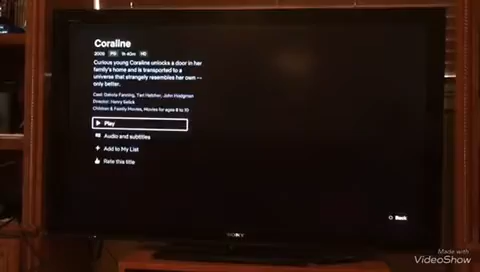 Coraline
2009 PG 1h 40m HD
Curious young Coraline unlocks a door in her
family's home and is transported to a
universe that strangely resembles her own --
only better.
Cast: Dakota Fanning, Teri Hatcher, John Hodgman
Director: Henry Selick
Children & Family Movies, Movies for ages 8 to 10
Play
Audio and subtitles
Add to My List
Rate this title
Back
SONY
Made with
VideoShow